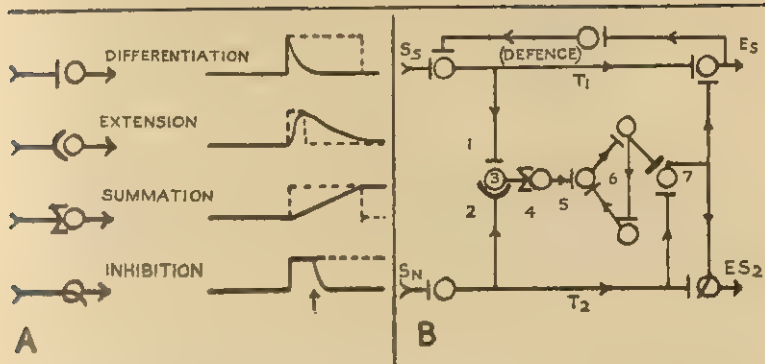 DIFFERENTIATION
EXTENSION
SUMMATION
INHIBITION
A
Ss Es
(DEFENCE)
T1
1
3 6 7
2 4 5
SN ES2
T2
B